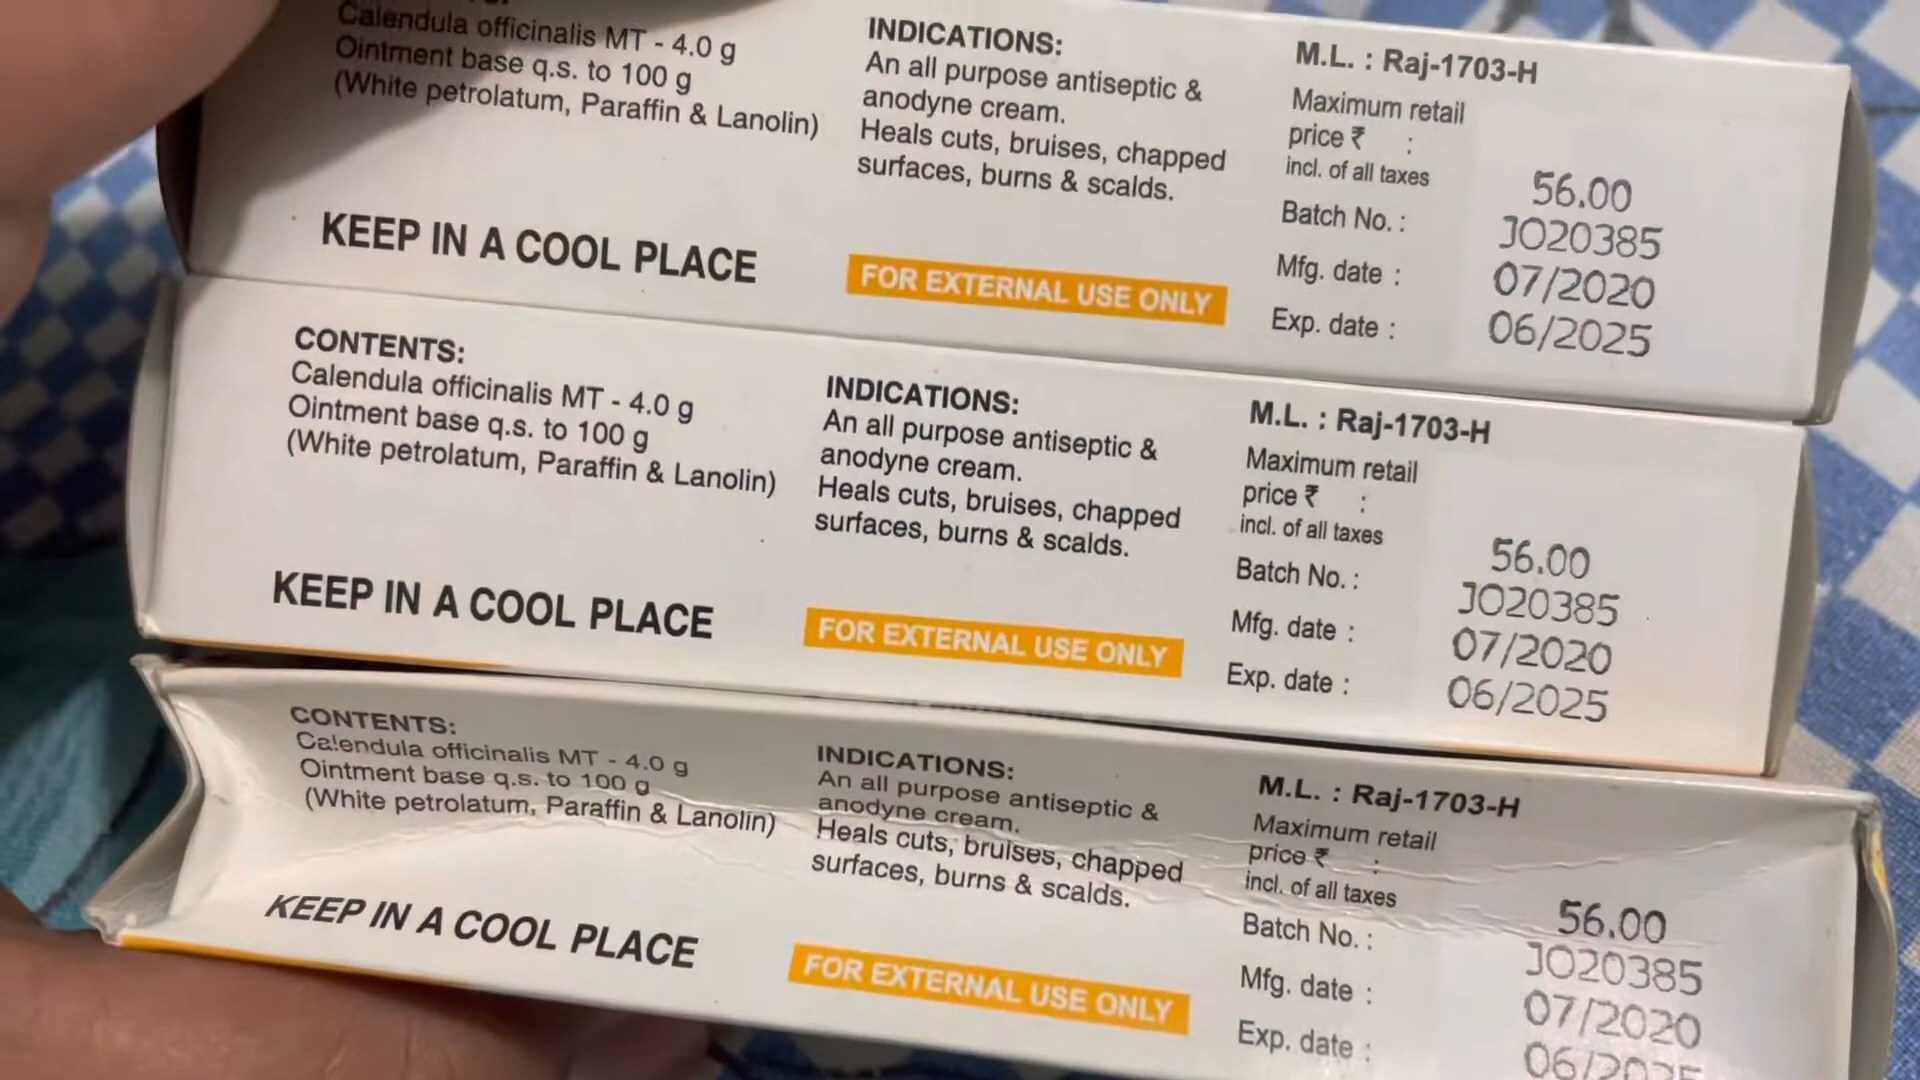 Calendula officinalis MT - 4.0 g
Ointment base q.s. to 100 g
(White petrolatum, Paraffin & Lanolin)
KEEP IN A COOL PLACE
INDICATIONS:
An all purpose antiseptic &
anodyne cream.
Heals cuts, bruises, chapped
surfaces, burns & scalds.
FOR EXTERNAL USE ONLY
M.L. : Raj-1703-H
Maximum retail
price ₹ :
incl. of all taxes 56.00
Batch No. : JO20385
Mfg. date : 07/2020
Exp. date : 06/2025
CONTENTS:
Calendula officinalis MT - 4.0 g
Ointment base q.s. to 100 g
(White petrolatum, Paraffin & Lanolin)
KEEP IN A COOL PLACE
INDICATIONS:
An all purpose antiseptic &
anodyne cream.
Heals cuts, bruises, chapped
surfaces, burns & scalds.
FOR EXTERNAL USE ONLY
M.L. : Raj-1703-H
Maximum retail
price ₹ :
incl. of all taxes 56.00
Batch No. : JO20385
Mfg. date : 07/2020
Exp. date : 06/2025
CONTENTS:
Calendula officinalis MT - 4.0 g
Ointment base q.s. to 100 g
(White petrolatum, Paraffin & Lanolin)
KEEP IN A COOL PLACE
INDICATIONS:
An all purpose antiseptic &
anodyne cream.
Heals cuts, bruises, chapped
surfaces, burns & scalds.
FOR EXTERNAL USE ONLY
M.L. : Raj-1703-H
Maximum retail
price ₹ :
incl. of all taxes 56.00
Batch No. : JO20385
Mfg. date : 07/2020
Exp. date : 06/2025